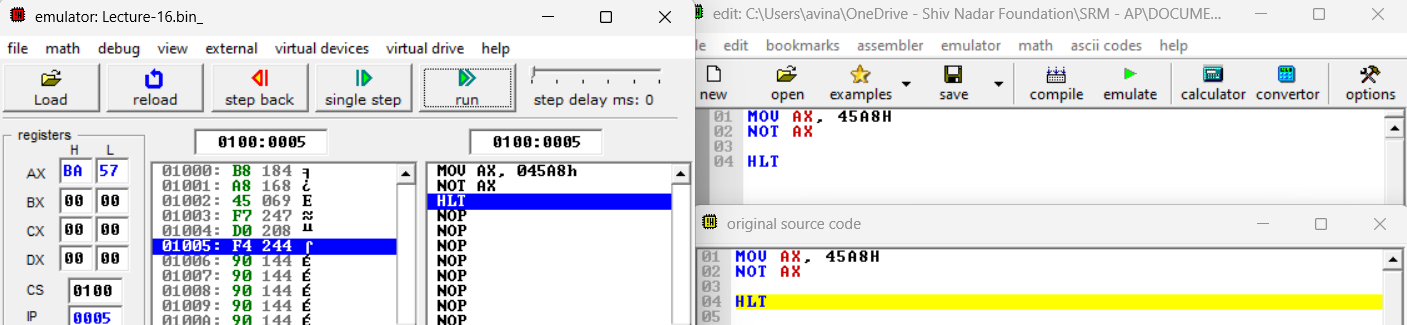 emulator: Lecture-16.bin_
file math debug view external virtual devices virtual drive help
Load reload step back single step run step delay ms: 0
registers
H L
AX BA 57
BX 00 00
CX 00 00
DX 00 00
CS 0100
IP 0005
0100:0005
01000: B8 184 ╕
01001: A8 168 ¿
01002: 45 069 E
01003: F7 247 ≈
01004: D0 208 ╨
01005: F4 244 ⌠
01006: 90 144 É
01007: 90 144 É
01008: 90 144 É
01009: 90 144 É
0100A: 90 144 É
0100:0005
MOV AX, 045A8h
NOT AX
HLT
NOP
NOP
NOP
NOP
NOP
NOP
NOP
NOP
edit: C:\Users\avina\OneDrive - Shiv Nadar Foundation\SRM - AP\DOCUME...
le edit bookmarks assembler emulator math ascii codes help
new open examples save compile emulate calculator convertor options
01 MOV AX, 45A8H
02 NOT AX
03
04 HLT
original source code
01 MOV AX, 45A8H
02 NOT AX
03
04 HLT
05